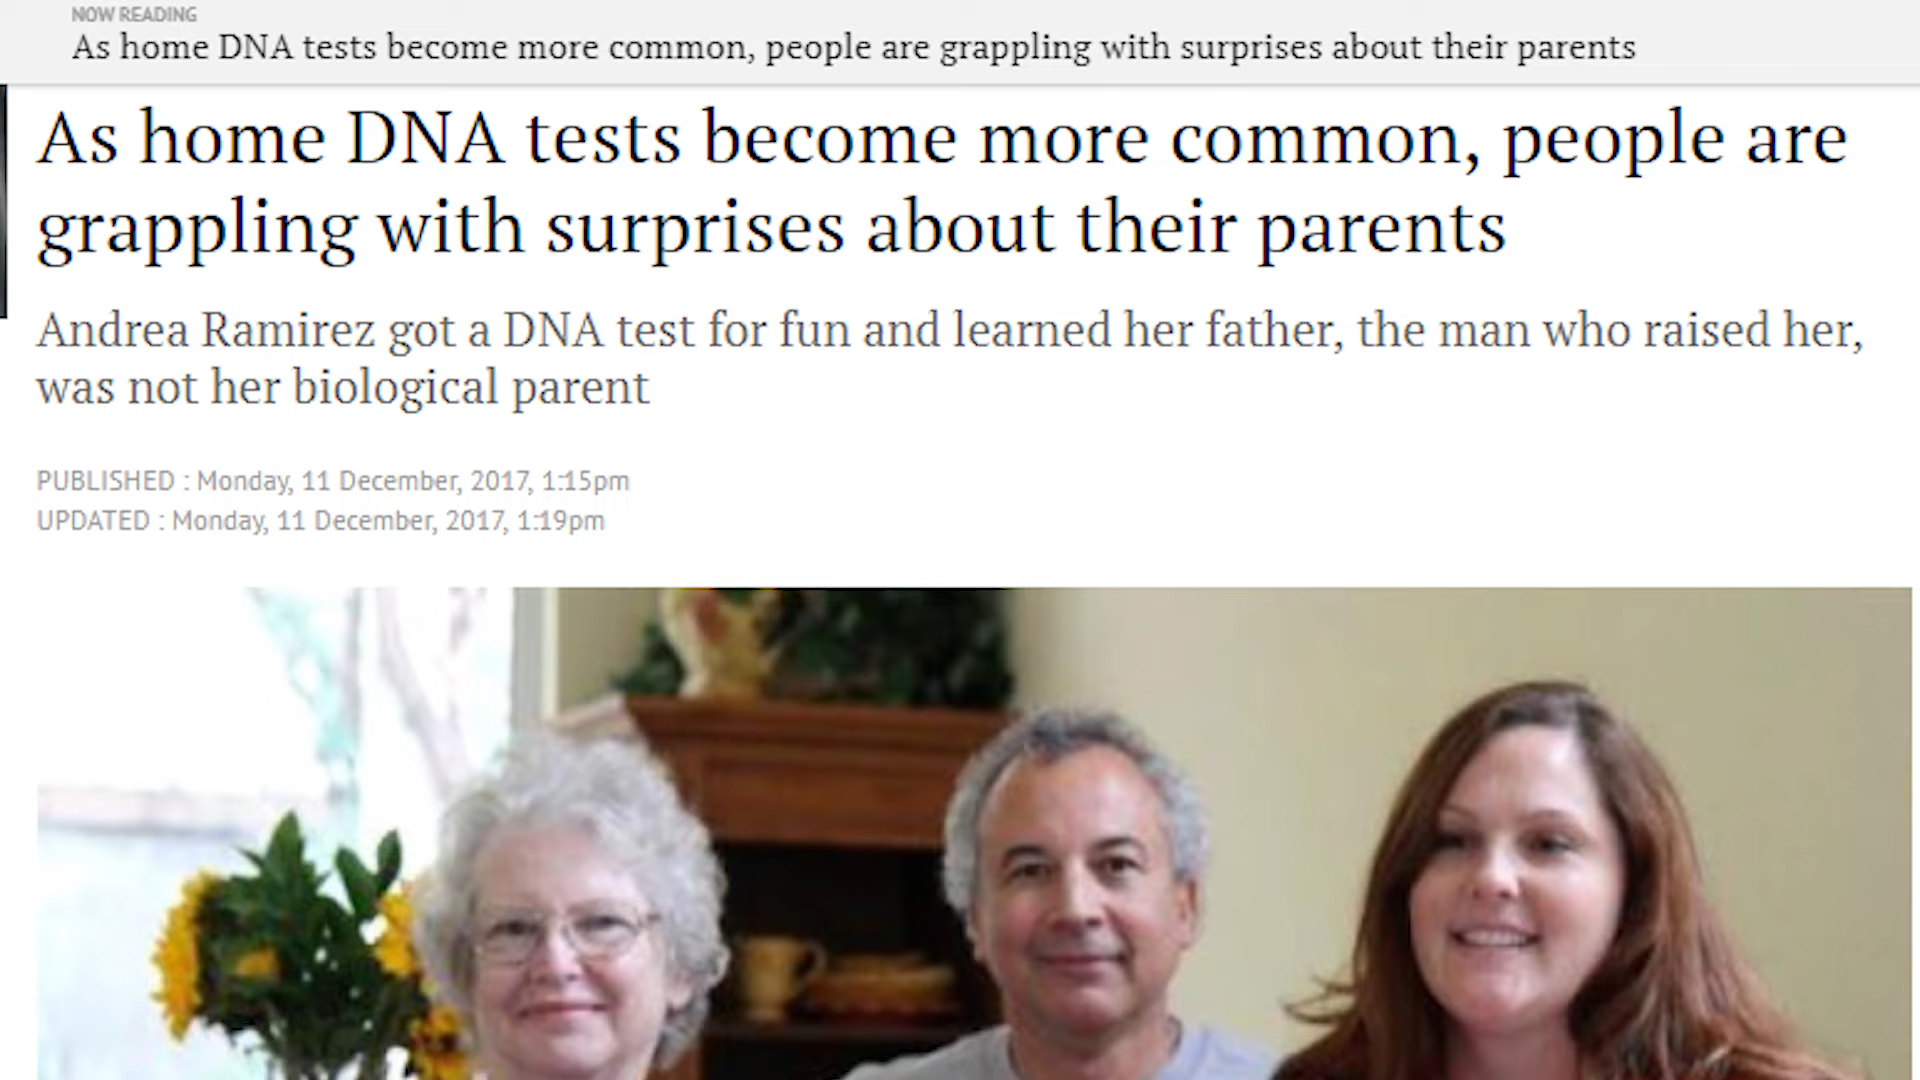 NOW READING
As home DNA tests become more common, people are grappling with surprises about their parents
As home DNA tests become more common, people are
grappling with surprises about their parents
Andrea Ramirez got a DNA test for fun and learned her father, the man who raised her,
was not her biological parent
PUBLISHED : Monday, 11 December, 2017, 1:15pm
UPDATED : Monday, 11 December, 2017, 1:19pm